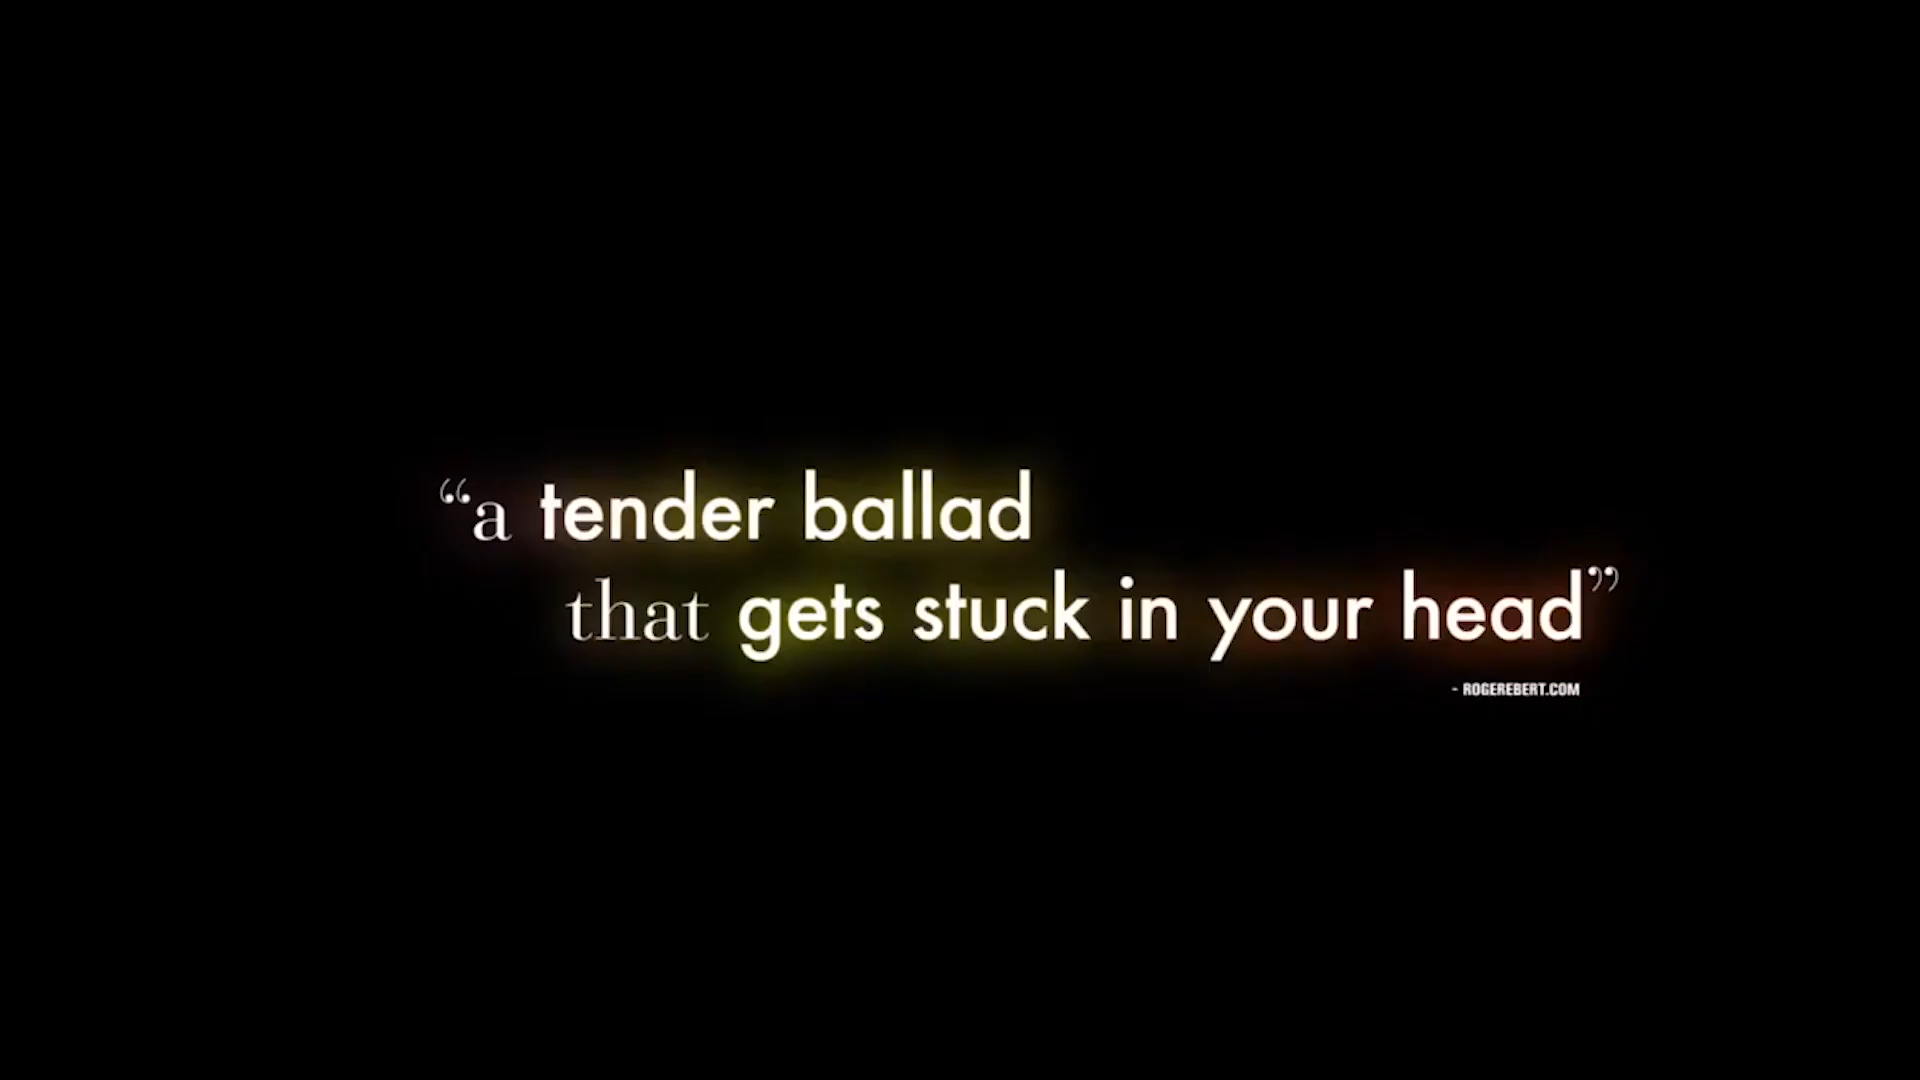 “a tender ballad
that gets stuck in your head”
- ROGEREBERT.COM